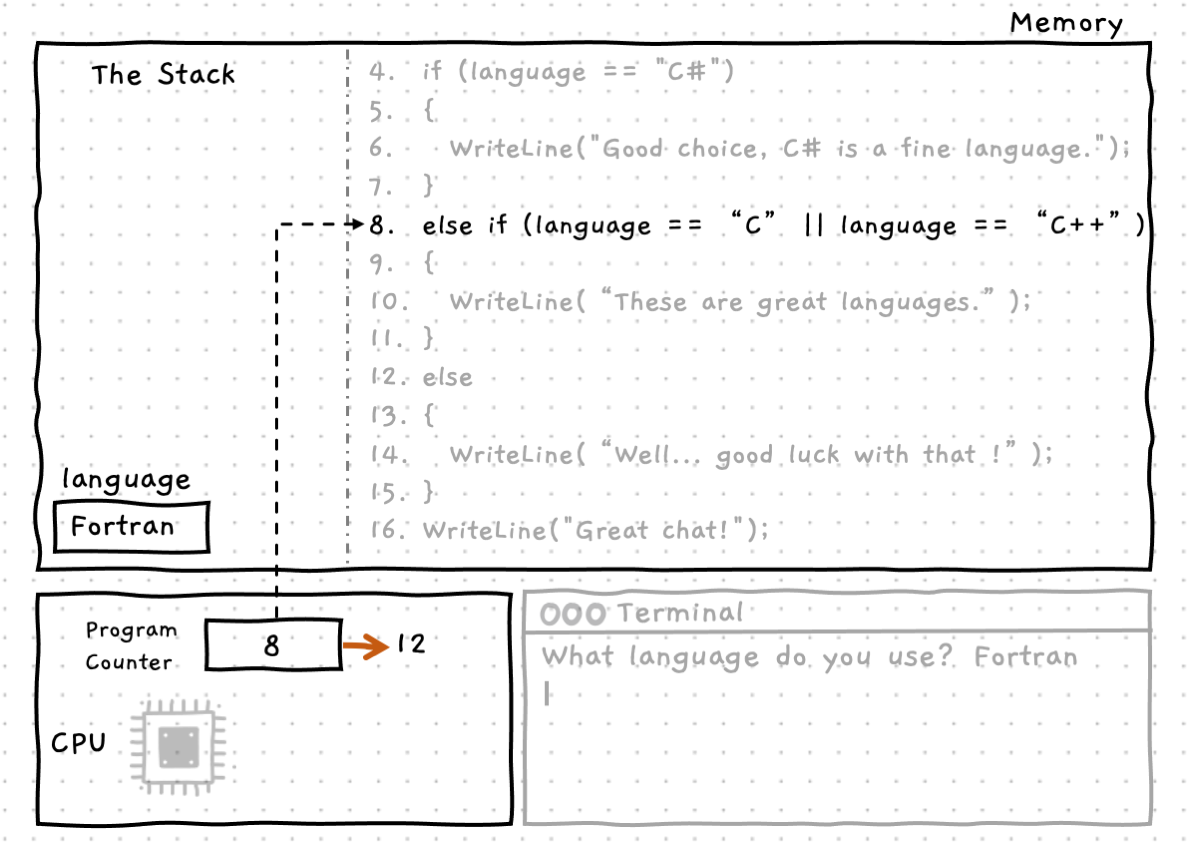 Memory
The Stack
4. if (language == "C#")
5. {
6. WriteLine("Good choice, C# is a fine language.");
7. }
8. else if (language == “C” || language == “C++” )
9. {
10. WriteLine( “These are great languages.” );
11. }
12. else
13. {
14. WriteLine( “Well... good luck with that !” );
15. }
16. WriteLine("Great chat!");
language
Fortran
Program
Counter
8
12
CPU
Terminal
What language do you use? Fortran